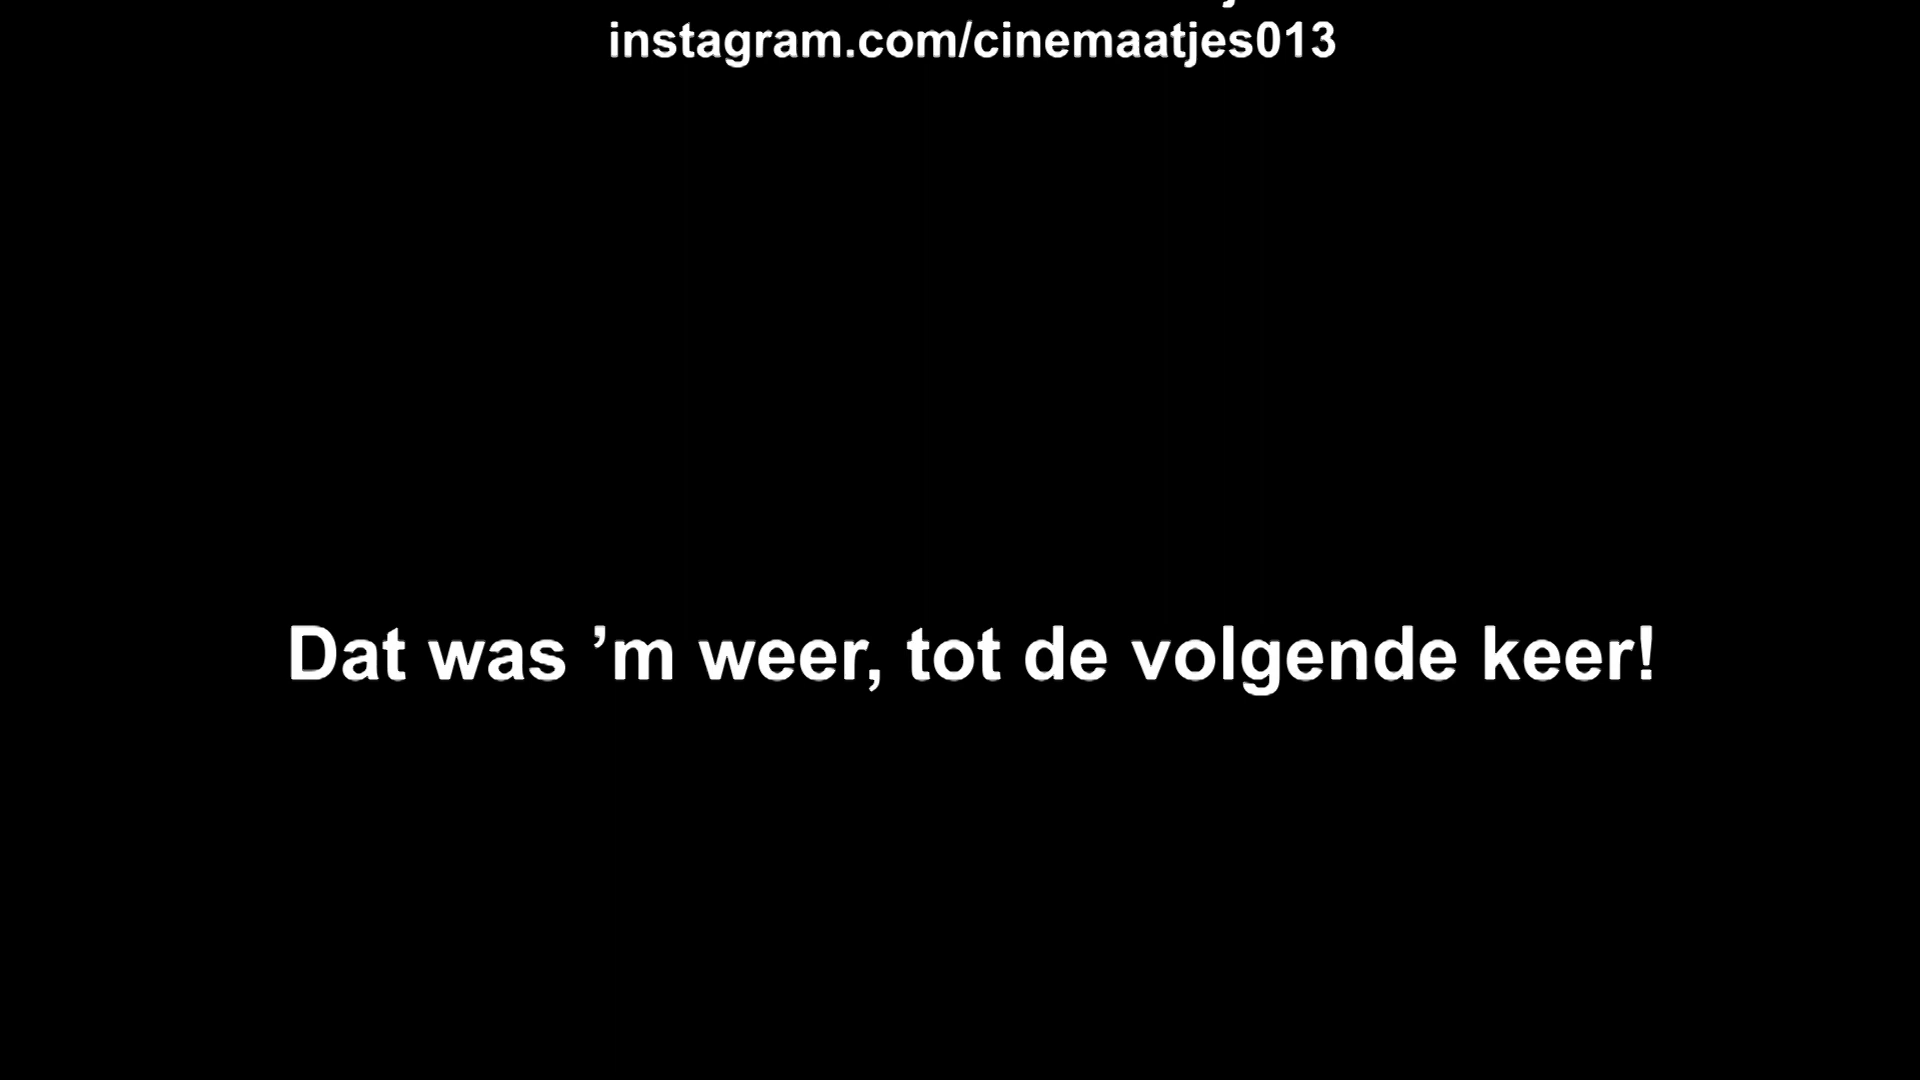 instagram.com/cinemaatjes013
Dat was ’m weer, tot de volgende keer!